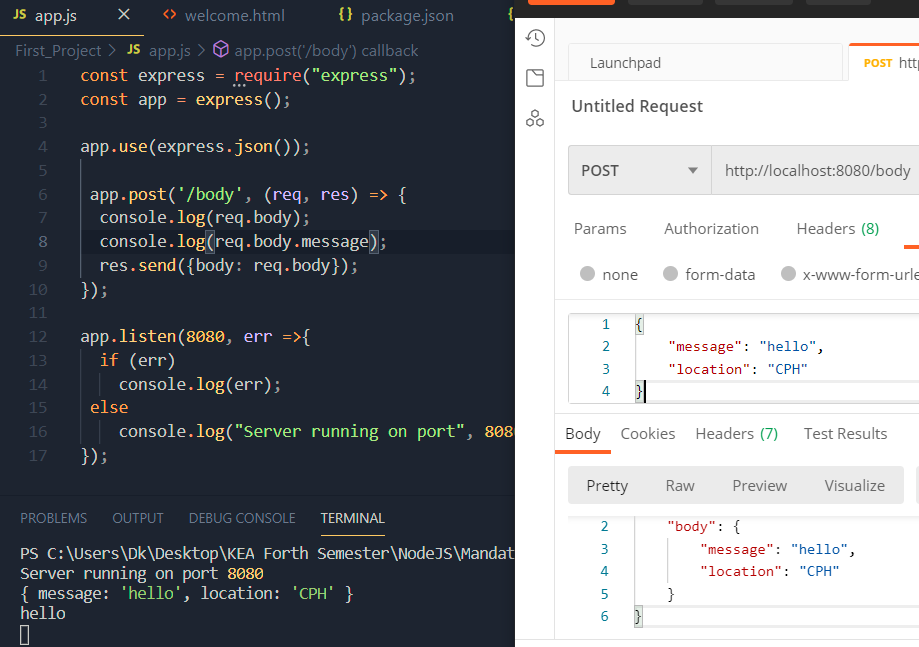 JS app.js × <> welcome.html {} package.json {
First_Project > JS app.js > app.post('/body') callback
1 const express = require("express");
2 const app = express();
3
4 app.use(express.json());
5
6 app.post('/body', (req, res) => {
7 console.log(req.body);
8 console.log(req.body.message);
9 res.send({body: req.body});
10 });
11
12 app.listen(8080, err =>{
13 if (err)
14 console.log(err);
15 else
16 console.log("Server running on port", 808
17 });
PROBLEMS OUTPUT DEBUG CONSOLE TERMINAL
PS C:\Users\Dk\Desktop\KEA Forth Semester\NodeJS\Mandat
Server running on port 8080
{ message: 'hello', location: 'CPH' }
hello
Launchpad POST http
Untitled Request
POST http://localhost:8080/body
Params Authorization Headers (8)
none form-data x-www-form-urle
1 {
2 "message": "hello",
3 "location": "CPH"
4 }
Body Cookies Headers (7) Test Results
Pretty Raw Preview Visualize
2 "body": {
3 "message": "hello",
4 "location": "CPH"
5 }
6 }